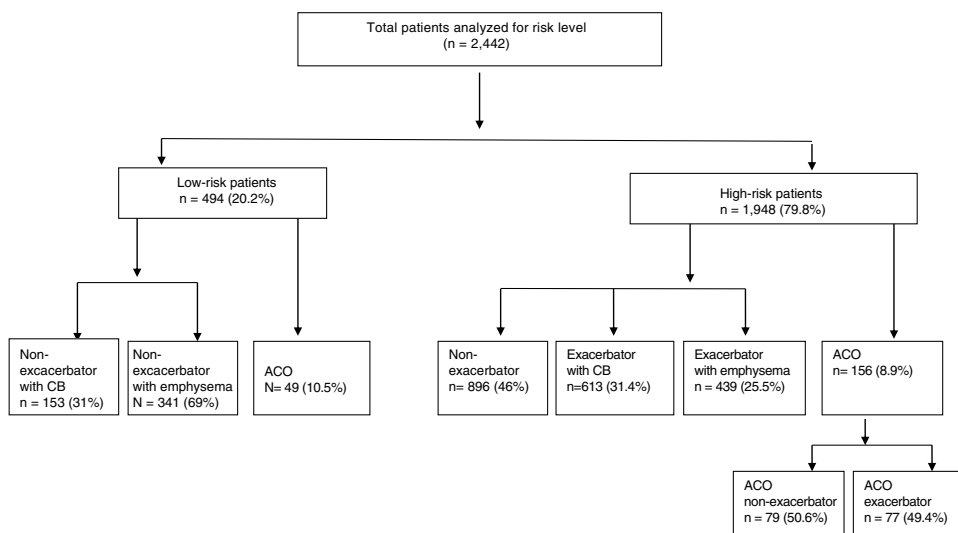 Total patients analyzed for risk level
(n = 2,442)
Low-risk patients
n = 494 (20.2%)
High-risk patients
n = 1,948 (79.8%)
Non-
excacerbator
with CB
n = 153 (31%)
Non-
excacerbator
with emphysema
N = 341 (69%)
ACO
N= 49 (10.5%)
Non-
exacerbator
n= 896 (46%)
Exacerbator
with CB
n=613 (31.4%)
Exacerbator
with emphysema
n= 439 (25.5%)
ACO
n= 156 (8.9%)
ACO
non-exacerbator
n = 79 (50.6%)
ACO
exacerbator
n = 77 (49.4%)